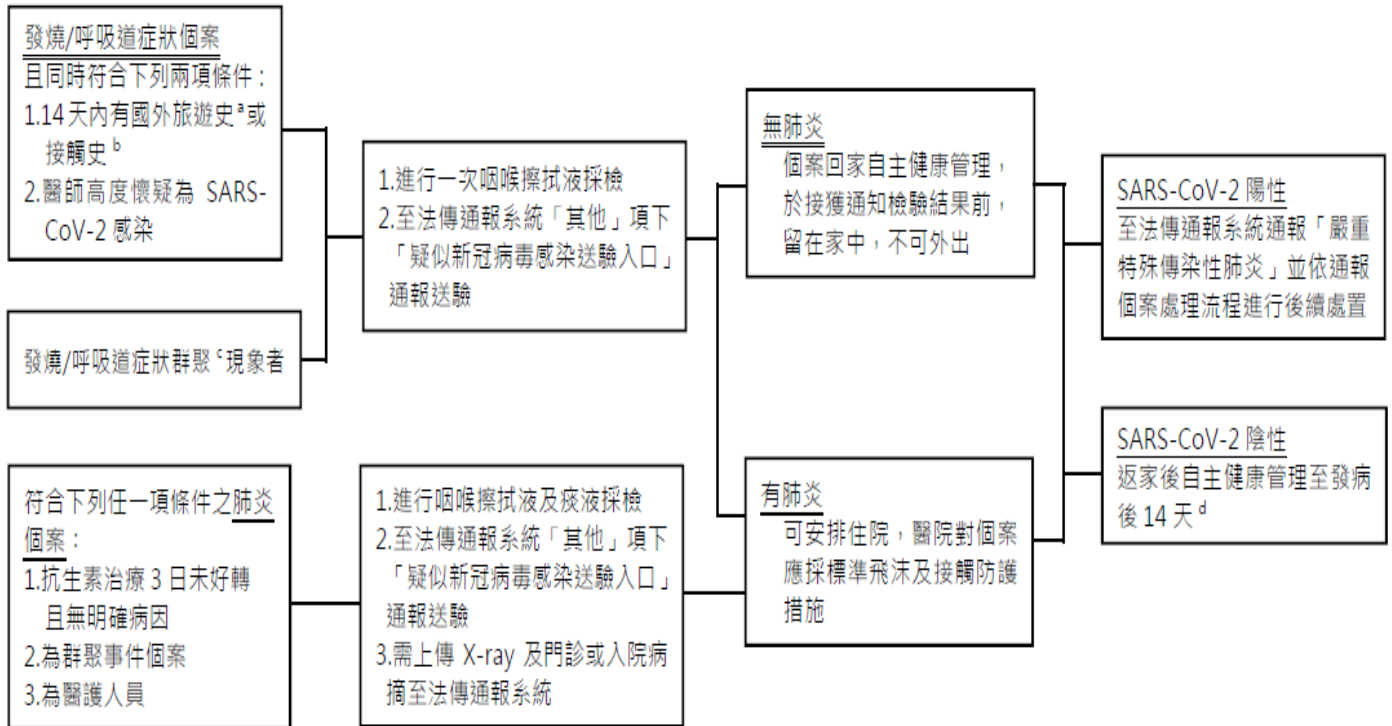 發燒/呼吸道症狀個案
且同時符合下列兩項條件：
1.14天內有國外旅遊史ᵃ或
接觸史ᵇ
2.醫師高度懷疑為 SARS-
CoV-2 感染
發燒/呼吸道症狀群聚ᶜ現象者
符合下列任一項條件之肺炎
個案：
1.抗生素治療 3 日未好轉
且無明確病因
2.為群聚事件個案
3.為醫護人員
1.進行一次咽喉擦拭液採檢
2.至法傳通報系統「其他」項下
「疑似新冠病毒感染送驗入口」
通報送驗
1.進行咽喉擦拭液及痰液採檢
2.至法傳通報系統「其他」項下
「疑似新冠病毒感染送驗入口」
通報送驗
3.需上傳 X-ray 及門診或入院病
摘至法傳通報系統
無肺炎
個案回家自主健康管理，
於接獲通知檢驗結果前，
留在家中，不可外出
有肺炎
可安排住院，醫院對個案
應採標準飛沫及接觸防護
措施
SARS-CoV-2 陽性
至法傳通報系統通報「嚴重
特殊傳染性肺炎」並依通報
個案處理流程進行後續處置
SARS-CoV-2 陰性
返家後自主健康管理至發病
後 14 天ᵈ